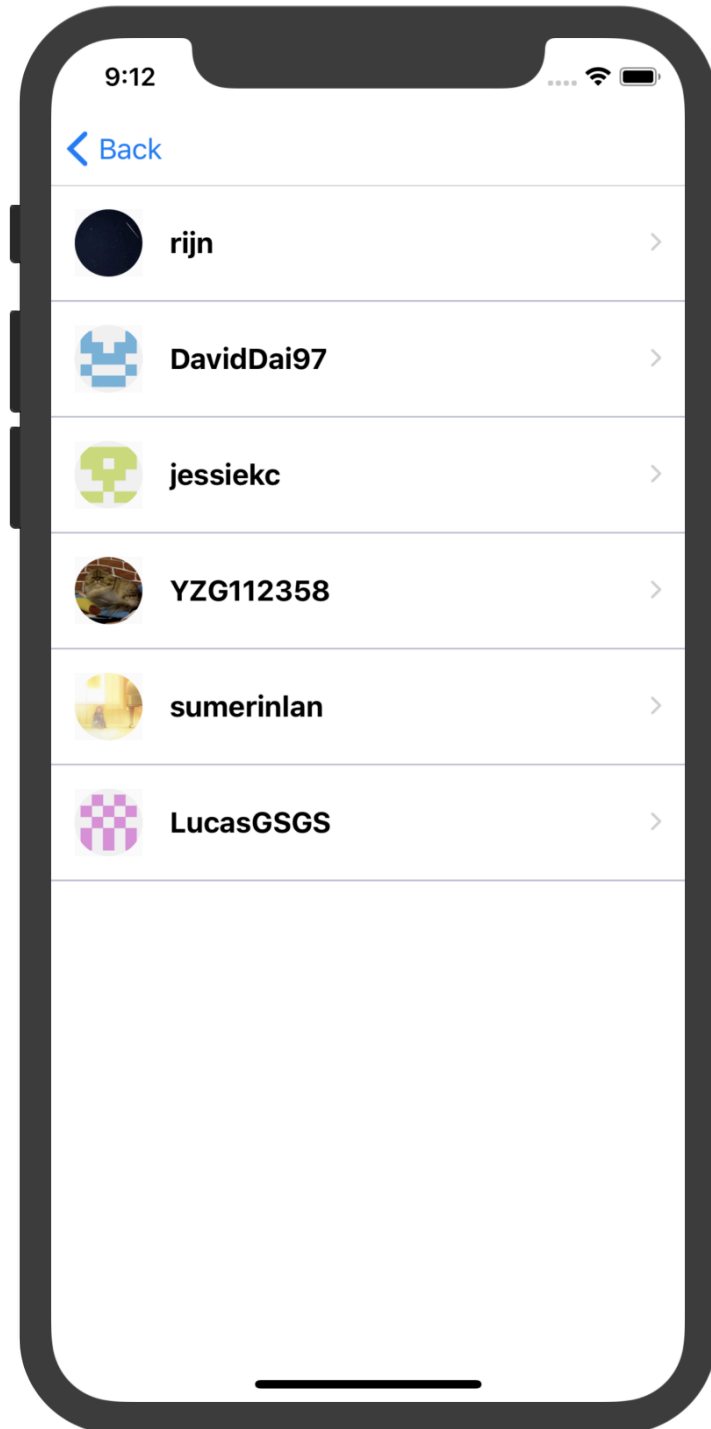 9:12
Back
rijn
DavidDai97
jessiekc
YZG112358
sumerinlan
LucasGSGS